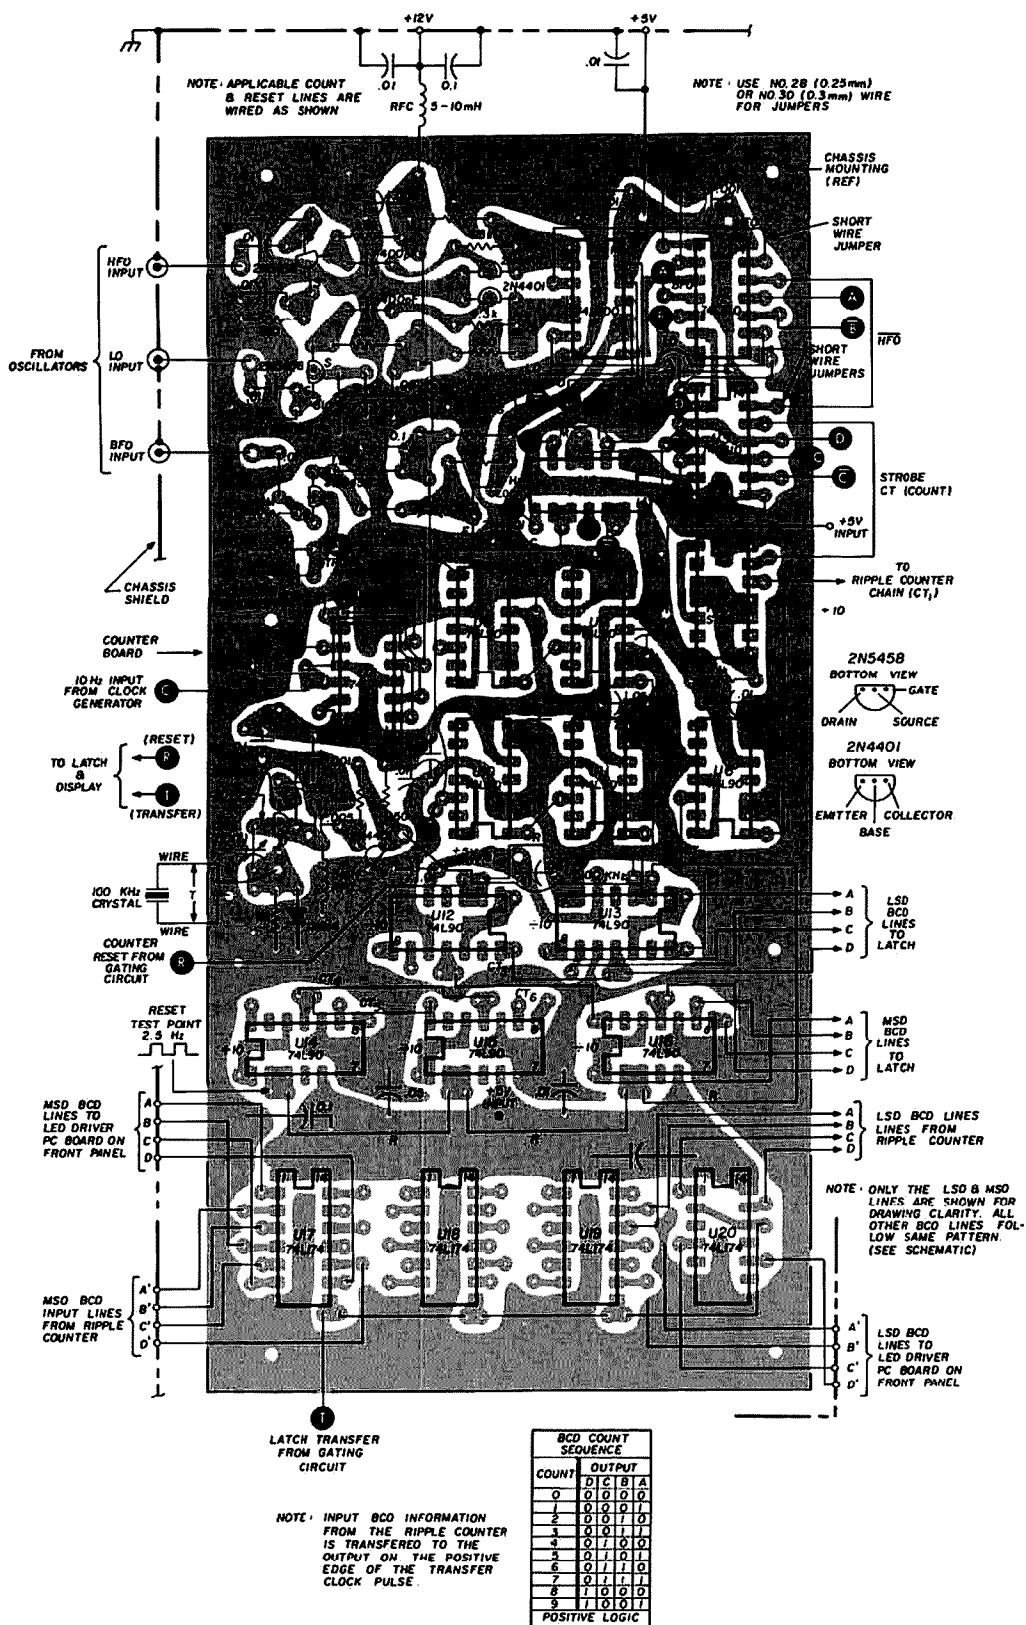 +12V
+5V
.01
0.1
.01
NOTE: APPLICABLE COUNT
& RESET LINES ARE
WIRED AS SHOWN
RFC
5-10mH
NOTE: USE NO.28 (0.25mm)
OR NO.30 (0.3mm) WIRE
FOR JUMPERS
CHASSIS
MOUNTING
(REF)
SHORT
WIRE
JUMPER
HFO
INPUT
2N4401
A
B
HFO
FROM
OSCILLATORS
LO
INPUT
SHORT
WIRE
JUMPERS
BFO
INPUT
0.1
D
C
C
STROBE
CT (COUNT)
+5V
INPUT
CHASSIS
SHIELD
TO
RIPPLE COUNTER
CHAIN (CT1)
÷10
COUNTER
BOARD
74L90
10 Hz INPUT
FROM CLOCK
GENERATOR
C
2N5458
BOTTOM VIEW
GATE
DRAIN
SOURCE
.01
(RESET)
R
TO LATCH
&
DISPLAY
T
(TRANSFER)
2N4401
BOTTOM VIEW
EMITTER
COLLECTOR
BASE
74L90
WIRE
100 KHz
CRYSTAL
T
WIRE
U12
74L90
÷10
U13
74L90
A
B
C
D
LSD
BCD
LINES
TO
LATCH
COUNTER
RESET FROM
GATING
CIRCUIT
R
CT6
RESET
TEST POINT
2.5 Hz
÷10
U14
74L90
÷10
U15
74L90
÷10
U16
74L90
A
B
C
D
MSD
BCD
LINES
TO
LATCH
+5V
INPUT
.01
R
R
R
MSD BCD
LINES TO
LED DRIVER
PC BOARD ON
FRONT PANEL
A
B
C
D
A
B
C
D
LSD BCD LINES
LINES FROM
RIPPLE COUNTER
NOTE: ONLY THE LSD & MSD
LINES ARE SHOWN FOR
DRAWING CLARITY. ALL
OTHER BCD LINES FOL-
LOW SAME PATTERN.
(SEE SCHEMATIC)
U17
74L174
U18
74L174
U19
74L174
U20
74L174
MSD BCD
INPUT LINES
FROM RIPPLE
COUNTER
A'
B'
C'
D'
A'
B'
C'
D'
LSD BCD
LINES TO
LED DRIVER
PC BOARD ON
FRONT PANEL
T
LATCH TRANSFER
FROM GATING
CIRCUIT
NOTE: INPUT BCD INFORMATION
FROM THE RIPPLE COUNTER
IS TRANSFERED TO THE
OUTPUT ON THE POSITIVE
EDGE OF THE TRANSFER
CLOCK PULSE.
BCD COUNT
SEQUENCE
COUNT OUTPUT
D C B A
0 0 0 0 0
1 0 0 0 1
2 0 0 1 0
3 0 0 1 1
4 0 1 0 0
5 0 1 0 1
6 0 1 1 0
7 0 1 1 1
8 1 0 0 0
9 1 0 0 1
POSITIVE LOGIC